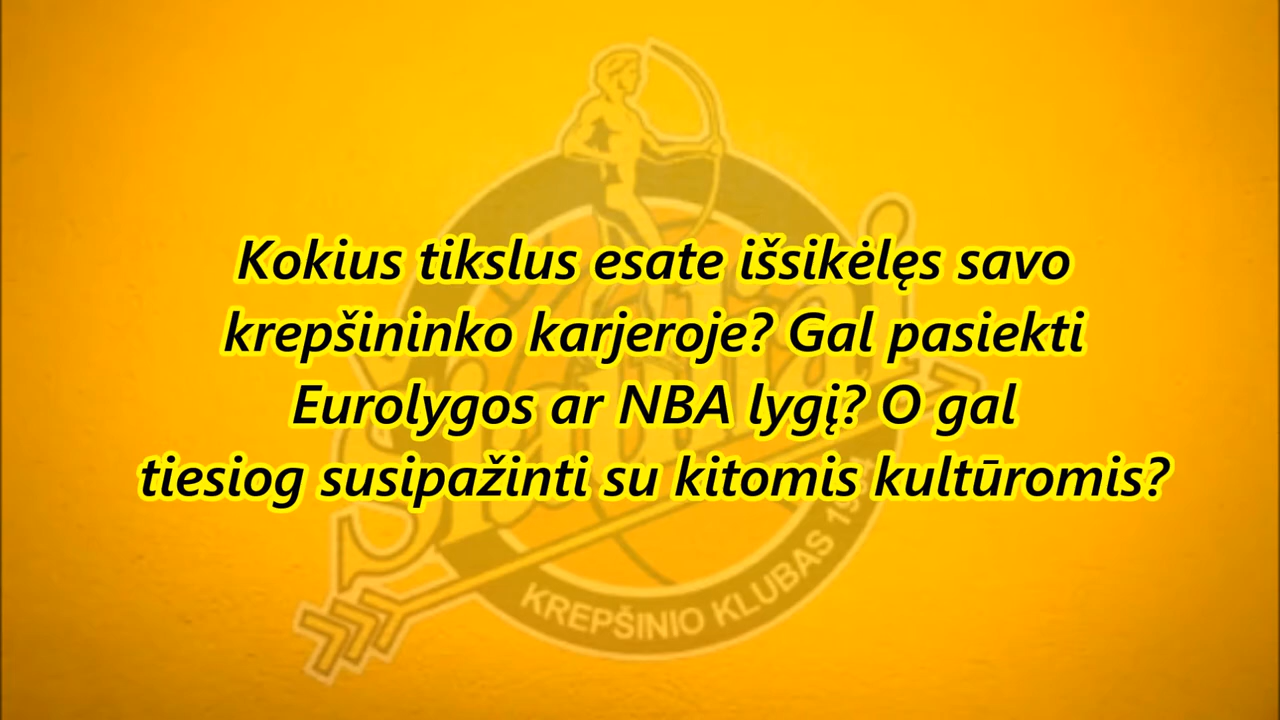 Kokius tikslus esate išsikėlęs savo
krepšininko karjeroje? Gal pasiekti
Eurolygos ar NBA lygį? O gal
tiesiog susipažinti su kitomis kultūromis?
KREPŠINIO KLUBAS